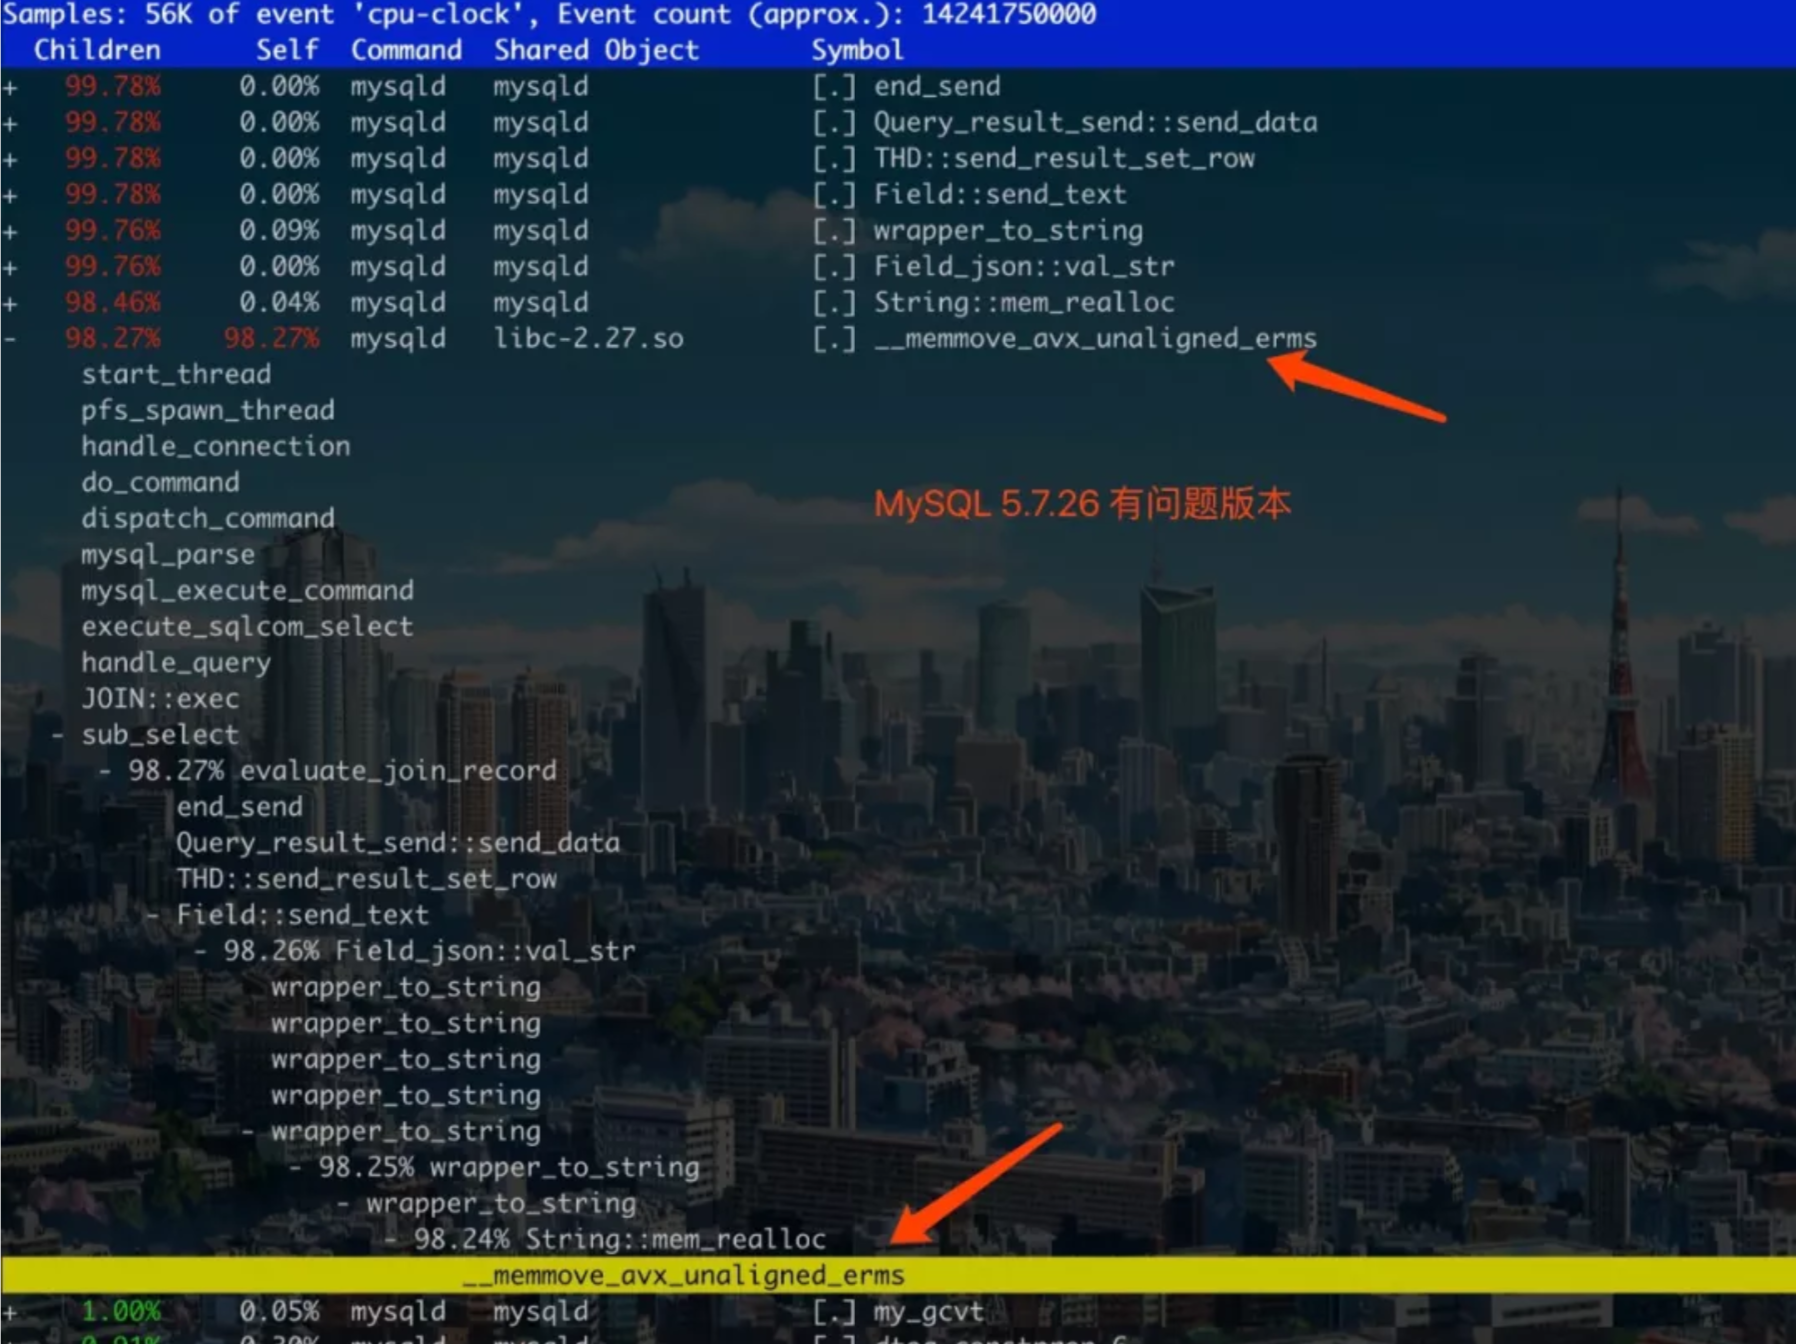 Samples: 56K of event 'cpu-clock', Event count (approx.): 14241750000
Children Self Command Shared Object Symbol
+ 99.78% 0.00% mysqld mysqld [.] end_send
+ 99.78% 0.00% mysqld mysqld [.] Query_result_send::send_data
+ 99.78% 0.00% mysqld mysqld [.] THD::send_result_set_row
+ 99.78% 0.00% mysqld mysqld [.] Field::send_text
+ 99.76% 0.09% mysqld mysqld [.] wrapper_to_string
+ 99.76% 0.00% mysqld mysqld [.] Field_json::val_str
+ 98.46% 0.04% mysqld mysqld [.] String::mem_realloc
- 98.27% 98.27% mysqld libc-2.27.so [.] __memmove_avx_unaligned_erms
start_thread
pfs_spawn_thread
handle_connection
do_command
MySQL 5.7.26 有问题版本
dispatch_command
mysql_parse
mysql_execute_command
execute_sqlcom_select
handle_query
JOIN::exec
- sub_select
- 98.27% evaluate_join_record
end_send
Query_result_send::send_data
THD::send_result_set_row
- Field::send_text
- 98.26% Field_json::val_str
wrapper_to_string
wrapper_to_string
wrapper_to_string
wrapper_to_string
- wrapper_to_string
- 98.25% wrapper_to_string
- wrapper_to_string
- 98.24% String::mem_realloc
__memmove_avx_unaligned_erms
+ 1.00% 0.05% mysqld mysqld [.] my_gcvt